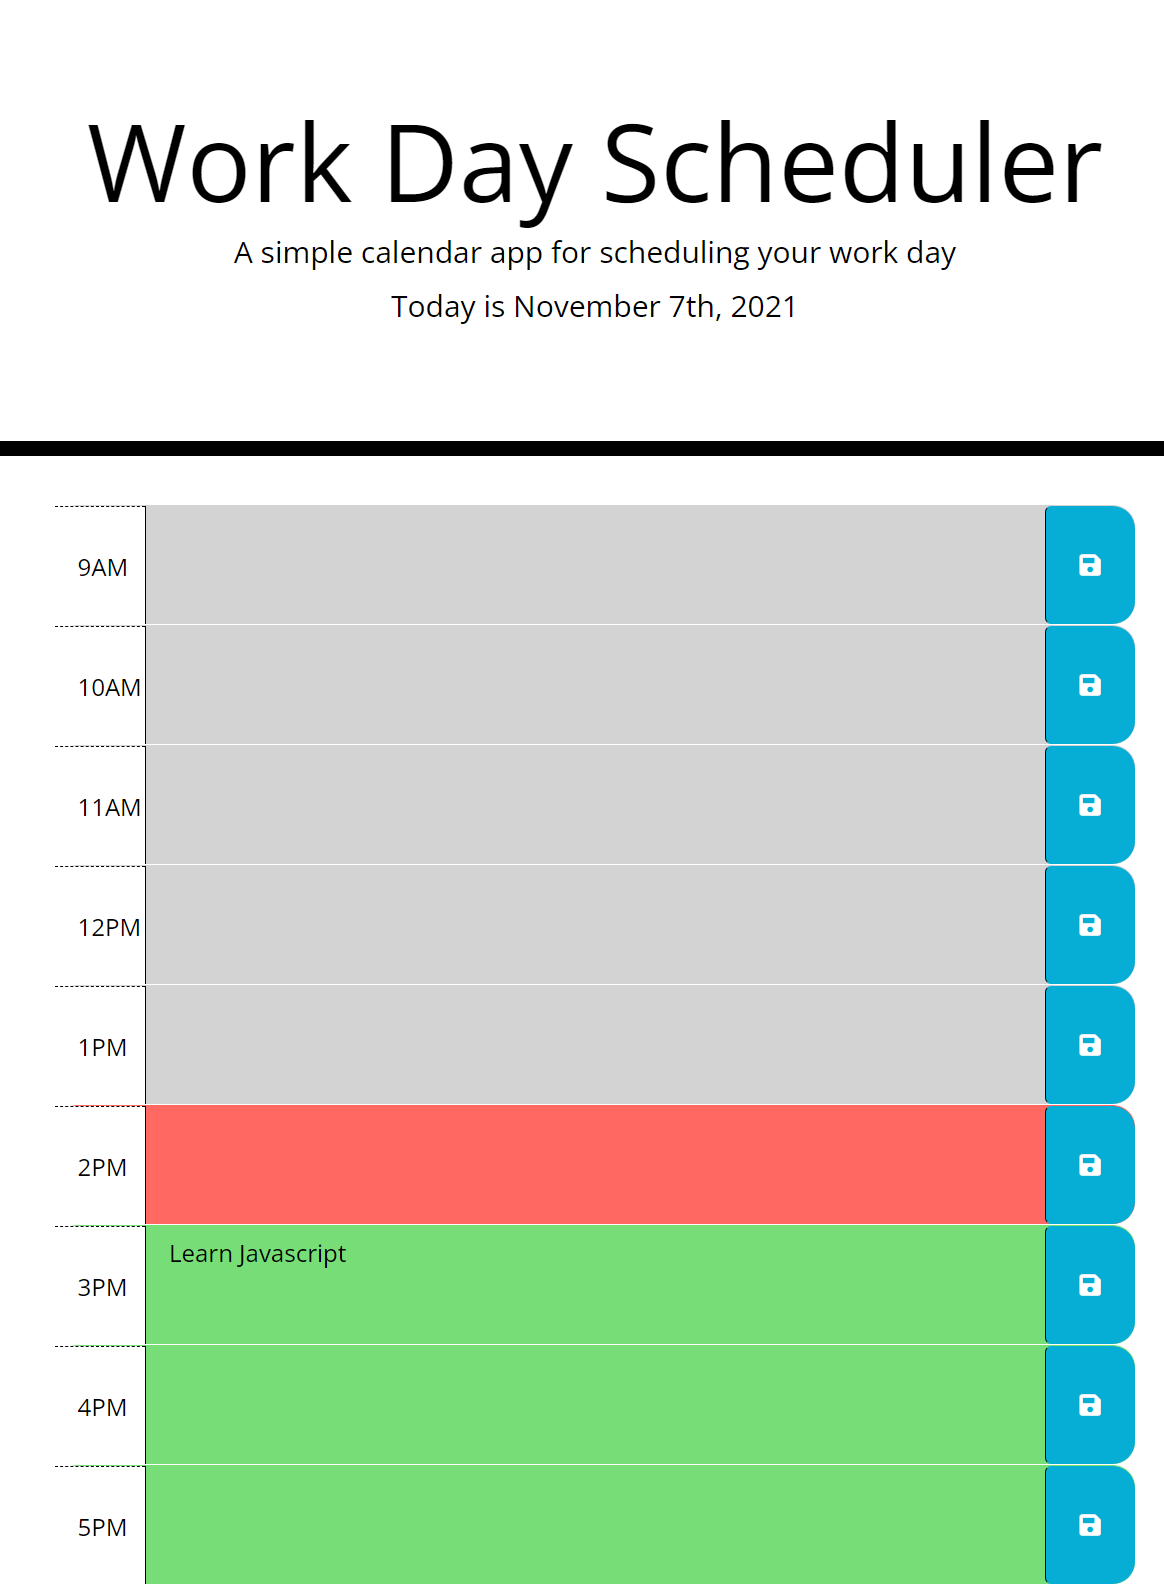 Work Day Scheduler
A simple calendar app for scheduling your work day
Today is November 7th, 2021
9AM
10AM
11AM
12PM
1PM
2PM
Learn Javascript
3PM
4PM
5PM